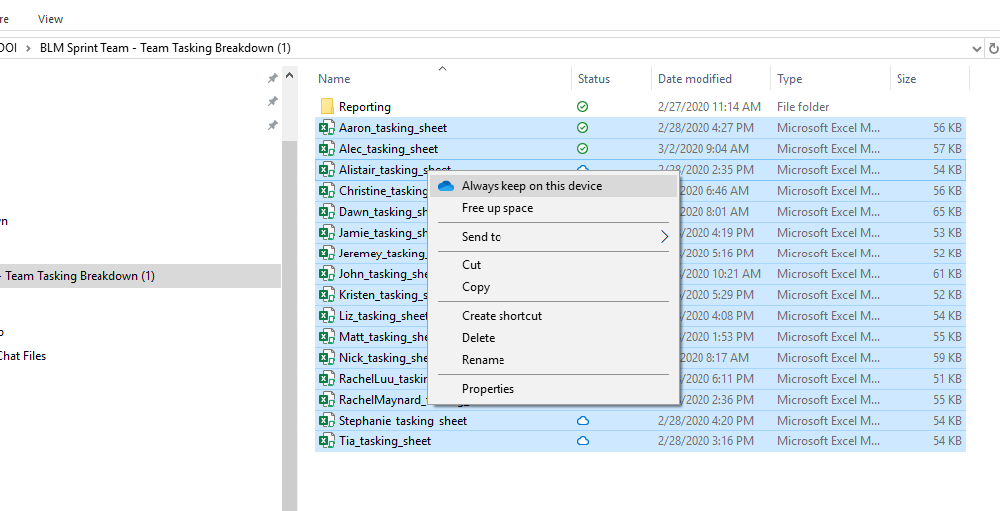 re View
OOI > BLM Sprint Team - Team Tasking Breakdown (1)
Name Status Date modified Type Size
Reporting 2/27/2020 11:14 AM File folder
Aaron_tasking_sheet 2/28/2020 4:27 PM Microsoft Excel M... 56 KB
Alec_tasking_sheet 3/2/2020 9:04 AM Microsoft Excel M... 57 KB
Alistair_tasking_sheet 2/28/2020 2:35 PM Microsoft Excel M... 54 KB
Christine_tasking 2020 6:46 AM Microsoft Excel M... 56 KB
Dawn_tasking_sh 2020 8:01 AM Microsoft Excel M... 65 KB
Jamie_tasking_sh 2020 4:19 PM Microsoft Excel M... 53 KB
Jeremey_tasking_ 2020 5:16 PM Microsoft Excel M... 52 KB
John_tasking_she 2020 10:21 AM Microsoft Excel M... 61 KB
Kristen_tasking_s 2020 5:29 PM Microsoft Excel M... 52 KB
Liz_tasking_sheet 2020 4:08 PM Microsoft Excel M... 54 KB
Matt_tasking_she 2020 1:53 PM Microsoft Excel M... 55 KB
Nick_tasking_she 2020 8:17 AM Microsoft Excel M... 59 KB
RachelLuu_taskin 2020 6:11 PM Microsoft Excel M... 51 KB
RachelMaynard_tasking_ 2020 2:36 PM Microsoft Excel M... 55 KB
Stephanie_tasking_sheet 2/28/2020 4:20 PM Microsoft Excel M... 54 KB
Tia_tasking_sheet 2/28/2020 3:16 PM Microsoft Excel M... 54 KB
vn
- Team Tasking Breakdown (1)
o
Chat Files
Always keep on this device
Free up space
Send to
Cut
Copy
Create shortcut
Delete
Rename
Properties